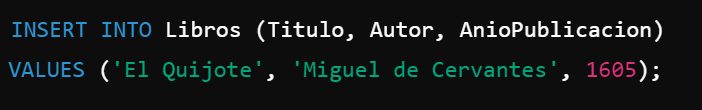 INSERT INTO Libros (Titulo, Autor, AnioPublicacion)
VALUES ('El Quijote', 'Miguel de Cervantes', 1605);